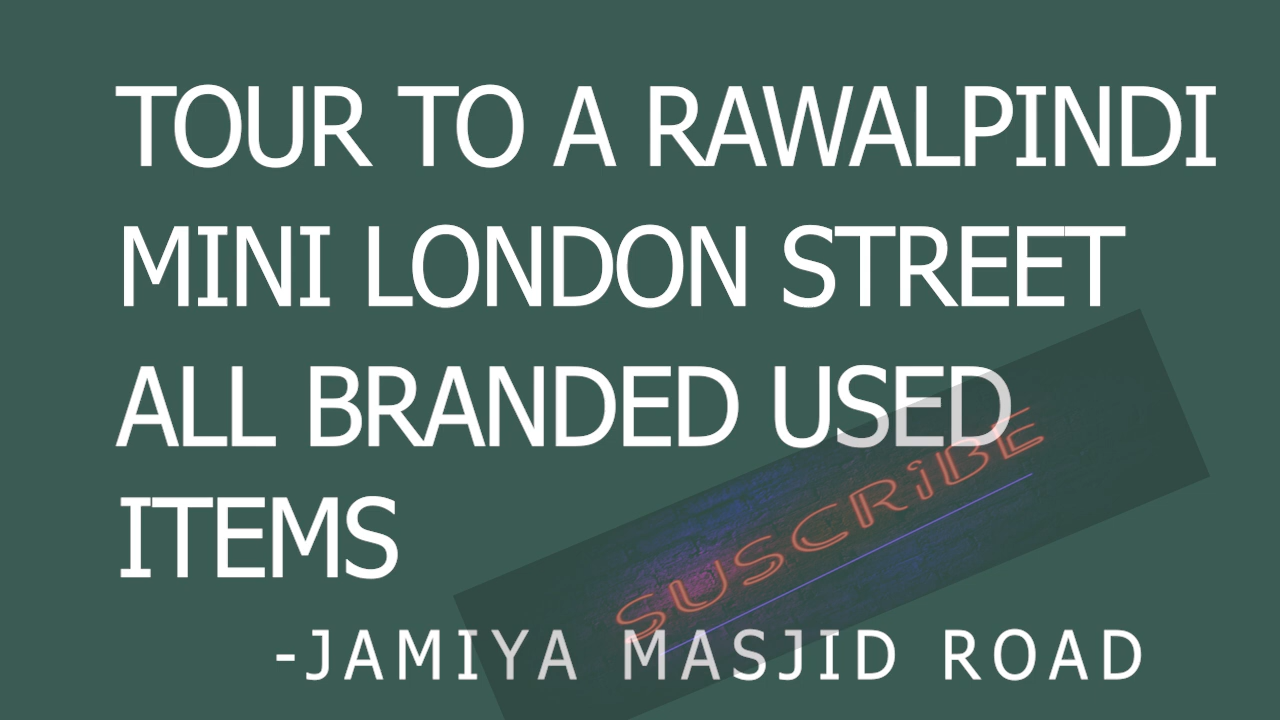 TOUR TO A RAWALPINDI
MINI LONDON STREET
ALL BRANDED USED
ITEMS
SUSCRiBE
-JAMIYA MASJID ROAD